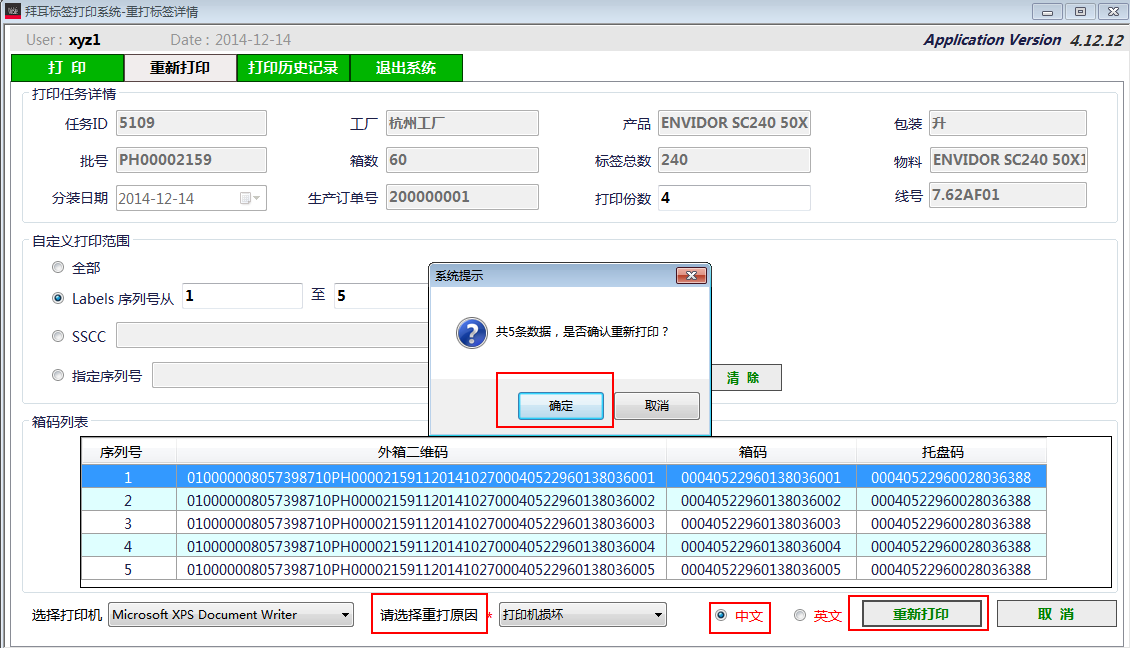 拜耳标签打印系统-重打标签详情
User : xyz1 Date : 2014-12-14 Application Version 4.12.12
打 印 重新打印 打印历史记录 退出系统
打印任务详情
任务ID 5109 工厂 杭州工厂 产品 ENVIDOR SC240 50X 包装 升
批号 PH00002159 箱数 60 标签总数 240 物料 ENVIDOR SC240 50X1
分装日期 2014-12-14 生产订单号 200000001 打印份数 4 线号 7.62AF01
自定义打印范围
全部
Labels 序列号从 1 至 5
SSCC
指定序列号 清 除
系统提示
共5条数据，是否确认重新打印？
确定 取消
箱码列表
序列号 外箱二维码 箱码 托盘码
1 010000008057398710PH0000215911201410270004052296013803​6001 00040522960138036001 00040522960028036388
2 010000008057398710PH00002159112014102700040522960138036002 00040522960138036002 00040522960028036388
3 010000008057398710PH00002159112014102700040522960138036003 00040522960138036003 00040522960028036388
4 010000008057398710PH00002159112014102700040522960138036004 00040522960138036004 00040522960028036388
5 010000008057398710PH00002159112014102700040522960138036005 00040522960138036005 00040522960028036388
选择打印机 Microsoft XPS Document Writer 请选择重打原因 * 打印机损坏 中文 英文 重新打印 取 消